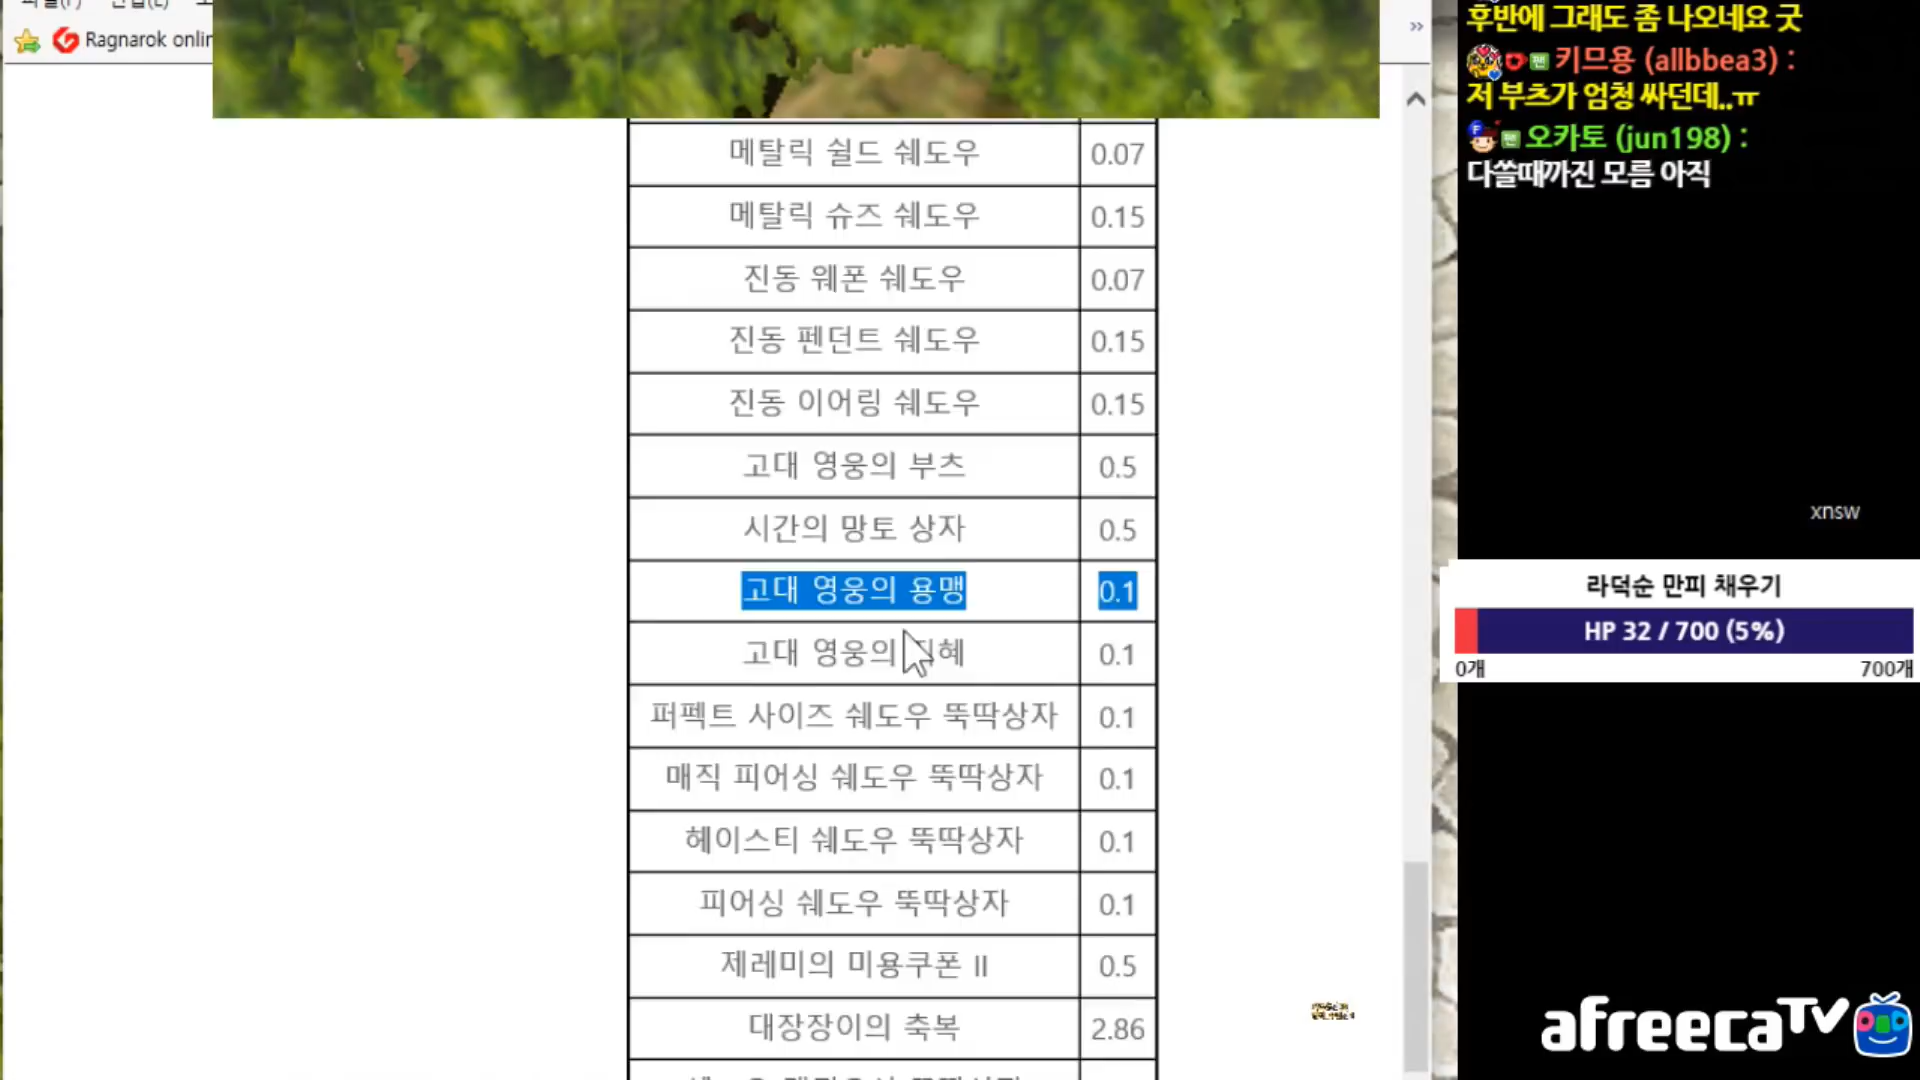 Ragnarok onlin
»
메탈릭 쉴드 쉐도우 0.07
메탈릭 슈즈 쉐도우 0.15
진동 웨폰 쉐도우 0.07
진동 펜던트 쉐도우 0.15
진동 이어링 쉐도우 0.15
고대 영웅의 부츠 0.5
시간의 망토 상자 0.5
고대 영웅의 용맹 0.1
고대 영웅의 지혜 0.1
퍼펙트 사이즈 쉐도우 뚝딱상자 0.1
매직 피어싱 쉐도우 뚝딱상자 0.1
헤이스티 쉐도우 뚝딱상자 0.1
피어싱 쉐도우 뚝딱상자 0.1
제레미의 미용쿠폰 II 0.5
대장장이의 축복 2.86
후반에 그래도 좀 나오네요 굿
팬 키므용 (allbbea3) :
저 부츠가 엄청 싸던데..ㅠ
팬 오카토 (jun198) :
다쓸때까진 모름 아직
xnsw
라덕순 만피 채우기
HP 32 / 700 (5%)
0개 700개
afreecaTV